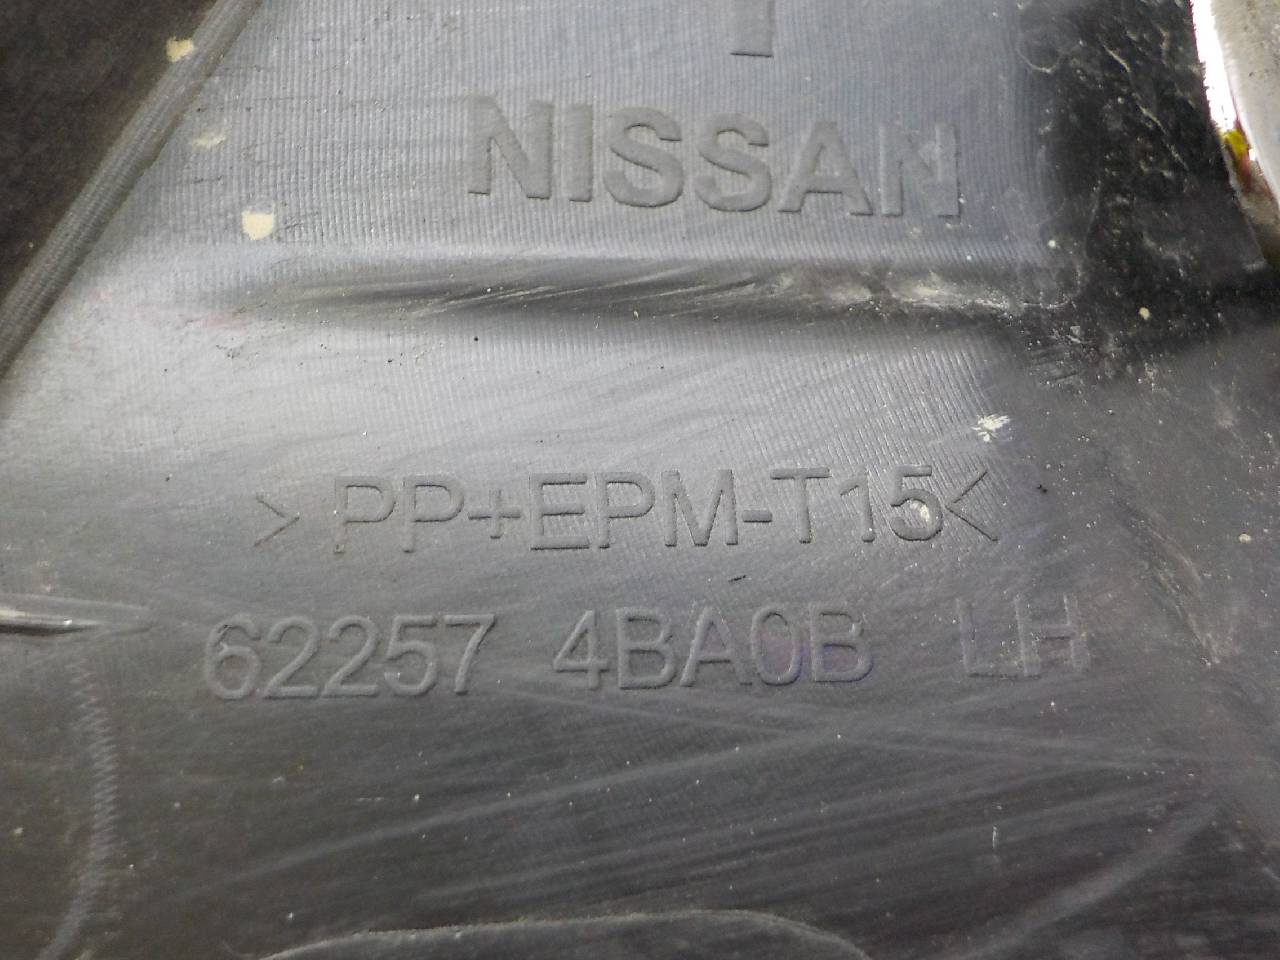 NISSAN
>PP+EPM-T15<
62257 4BA0B LH